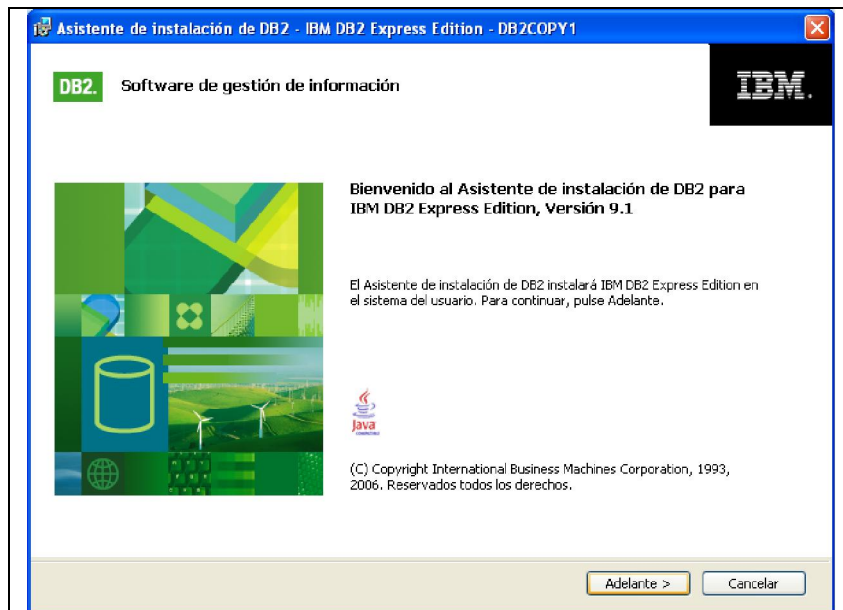 Asistente de instalación de DB2 - IBM DB2 Express Edition - DB2COPY1
DB2. Software de gestión de información
IBM.
Bienvenido al Asistente de instalación de DB2 para
IBM DB2 Express Edition, Versión 9.1
El Asistente de instalación de DB2 instalará IBM DB2 Express Edition en
el sistema del usuario. Para continuar, pulse Adelante.
Java
(C) Copyright International Business Machines Corporation, 1993,
2006. Reservados todos los derechos.
Adelante >
Cancelar